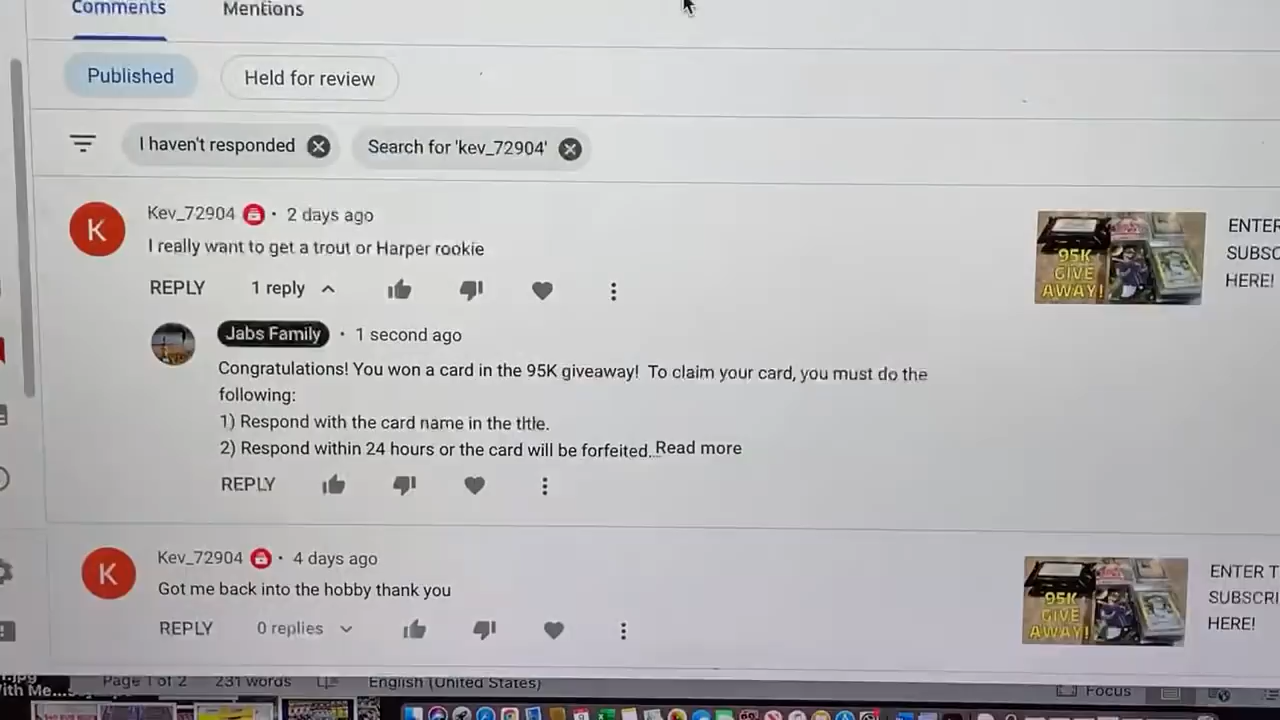 Comments Mentions
Published Held for review
I haven't responded Search for 'kev_72904'
Kev_72904 · 2 days ago
I really want to get a trout or Harper rookie
REPLY 1 reply
ENTER
SUBSC
HERE!
95K
GIVE
AWAY!
Jabs Family · 1 second ago
Congratulations! You won a card in the 95K giveaway! To claim your card, you must do the
following:
1) Respond with the card name in the title.
2) Respond within 24 hours or the card will be forfeited...Read more
REPLY
K
Kev_72904 · 4 days ago
Got me back into the hobby thank you
REPLY 0 replies
K
ENTER T
SUBSCRI
HERE!
95K
GIVE
AWAY!
Page 1 of 2 231 words English (United States) Focus
With Me...